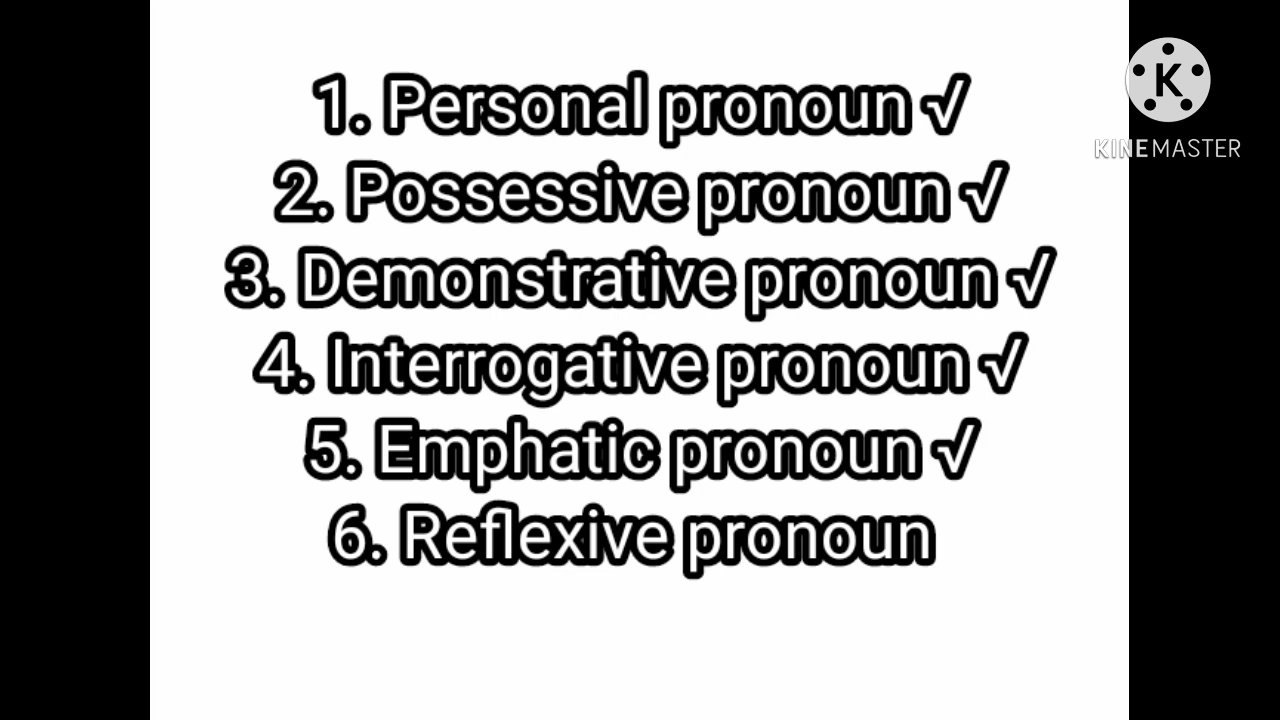 1. Personal pronoun √
2. Possessive pronoun √
3. Demonstrative pronoun √
4. Interrogative pronoun √
5. Emphatic pronoun √
6. Reflexive pronoun
K
KINEMASTER